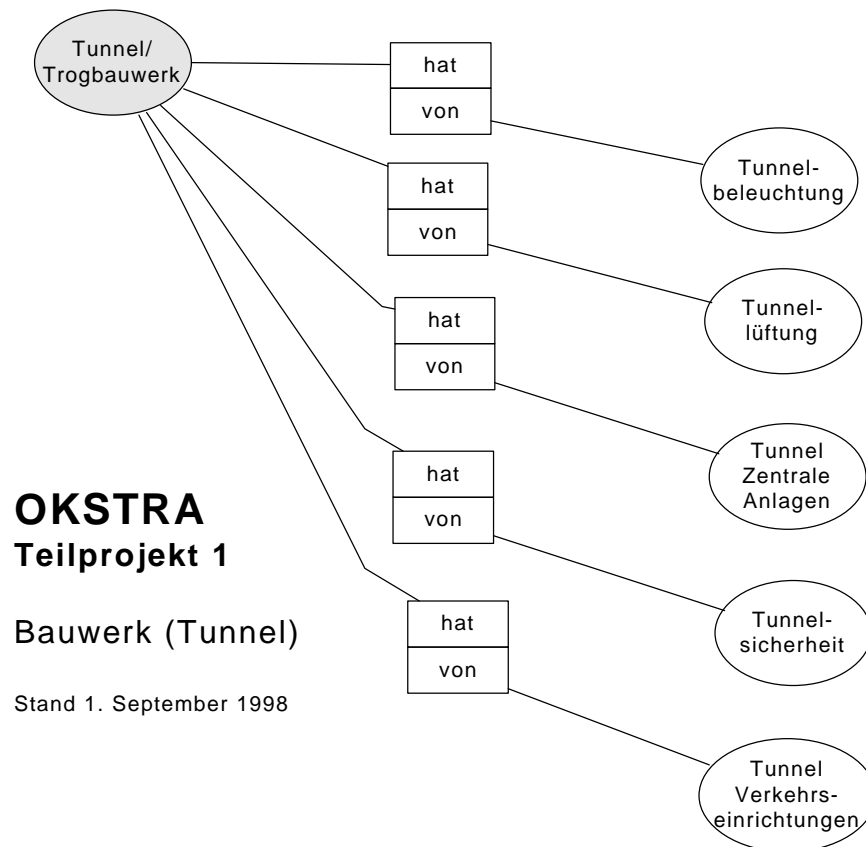 Tunnel/
Trogbauwerk
hat
von
Tunnel-
beleuchtung
hat
von
Tunnel-
lüftung
hat
von
Tunnel
Zentrale
Anlagen
hat
von
Tunnel-
sicherheit
hat
von
Tunnel
Verkehrs-
einrichtungen
OKSTRA
Teilprojekt 1
Bauwerk (Tunnel)
Stand 1. September 1998